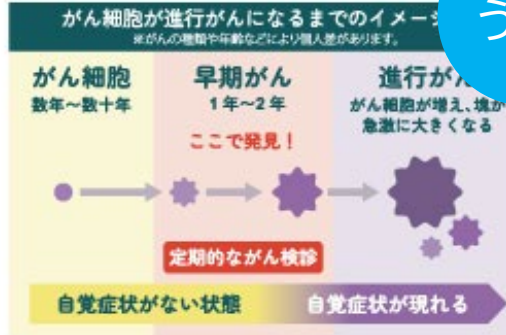 がん細胞が進行がんになるまでのイメージ
※がんの種類や年齢などにより個人差があります。
う
がん細胞
数年〜数十年
早期がん
1年〜2年
ここで発見!
進行がん
がん細胞が増え、塊が
急激に大きくなる
定期的ながん検診
自覚症状がない状態
自覚症状が現れる